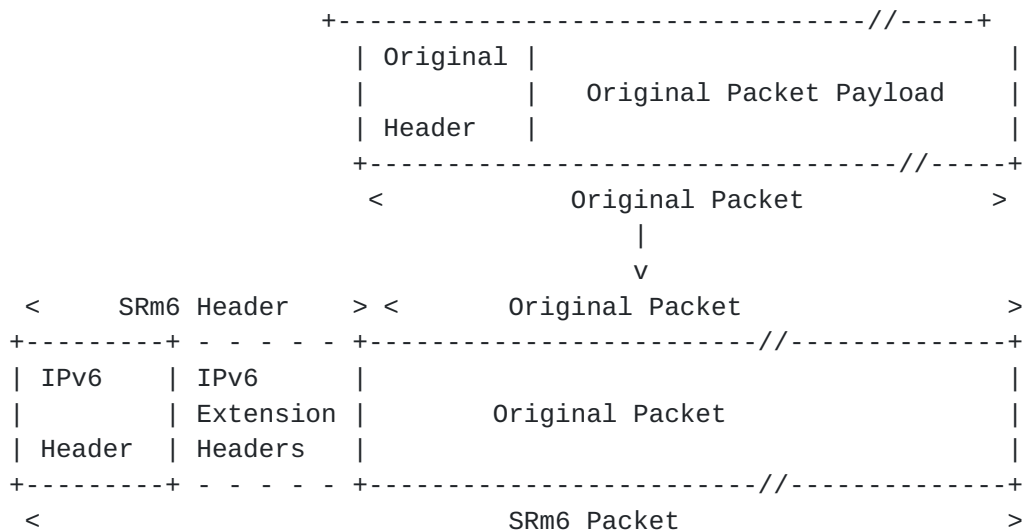 +----------------------------------//-----+
| Original |                              |
|          |   Original Packet Payload    |
| Header   |                              |
+-----------------------------------//-----+
<            Original Packet            >
|
v
<     SRm6 Header    > <       Original Packet                 >
+---------+ - - - - - +-------------------------//--------------+
| IPv6    | IPv6      |                                         |
|         | Extension |        Original Packet                  |
| Header  | Headers   |                                         |
+---------+ - - - - - +-------------------------//--------------+
<                              SRm6 Packet                     >